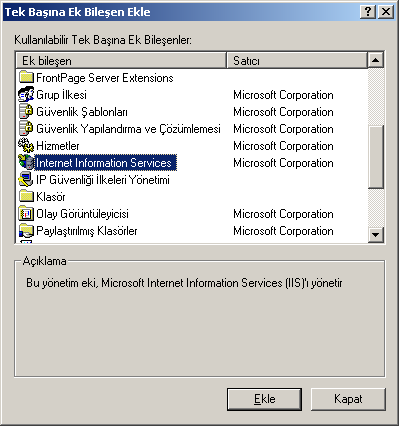 Tek Başına Ek Bileşen Ekle
Kullanılabilir Tek Başına Ek Bileşenler:
Ek bileşen Satıcı
FrontPage Server Extensions
Grup İlkesi Microsoft Corporation
Güvenlik Şablonları Microsoft Corporation
Güvenlik Yapılandırma ve Çözümlemesi Microsoft Corporation
Hizmetler Microsoft Corporation
Internet Information Services Microsoft Corporation
IP Güvenliği İlkeleri Yönetimi
Klasör
Olay Görüntüleyicisi Microsoft Corporation
Paylaştırılmış Klasörler Microsoft Corporation
Açıklama
Bu yönetim eki, Microsoft Internet Information Services (IIS)'ı yönetir
Ekle Kapat